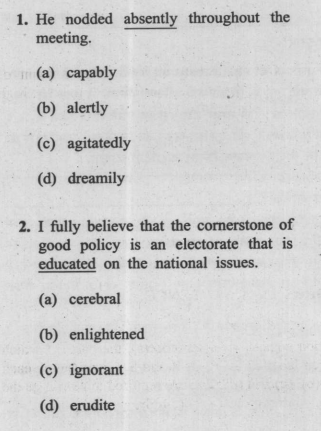 1. He nodded absently throughout the
meeting.
(a) capably
(b) alertly
(c) agitatedly
(d) dreamily
2. I fully believe that the cornerstone of
good policy is an electorate that is
educated on the national issues.
(a) cerebral
(b) enlightened
(c) ignorant
(d) erudite